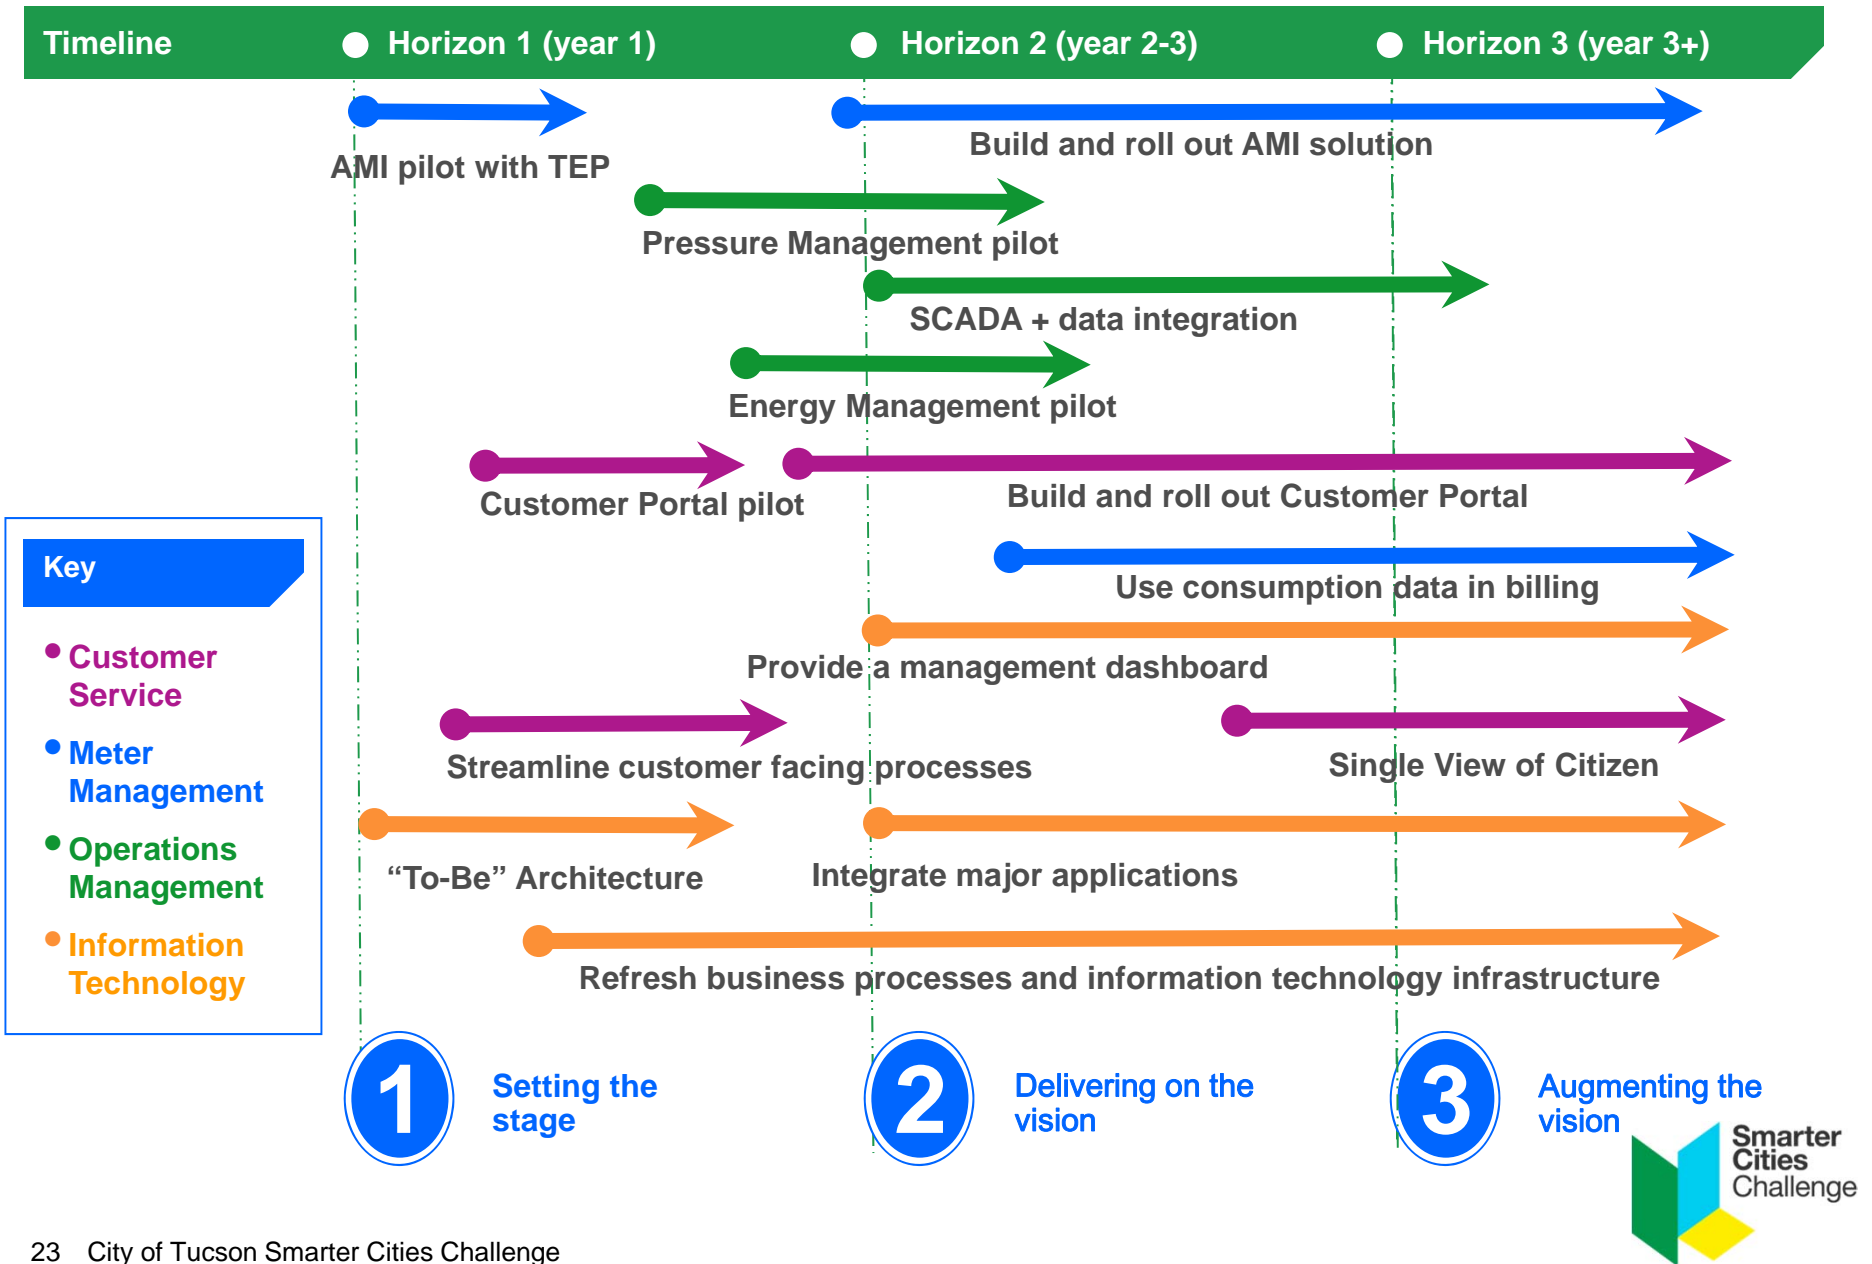 Timeline
Horizon 1 (year 1)
Horizon 2 (year 2-3)
Horizon 3 (year 3+)
AMI pilot with TEP
Build and roll out AMI solution
Pressure Management pilot
SCADA + data integration
Energy Management pilot
Customer Portal pilot
Build and roll out Customer Portal
Use consumption data in billing
Provide a management dashboard
Streamline customer facing processes
Single View of Citizen
“To-Be” Architecture
Integrate major applications
Refresh business processes and information technology infrastructure
Key
Customer
Service
Meter
Management
Operations
Management
Information
Technology
1
Setting the
stage
2
Delivering on the
vision
3
Augmenting the
vision
Smarter
Cities
Challenge
23 City of Tucson Smarter Cities Challenge